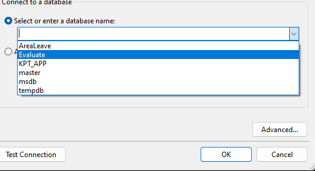 Connect to a database
Select or enter a database name:
AreaLeave
Evaluate
KPT_APP
master
msdb
tempdb
Advanced...
Test Connection
OK
Cancel